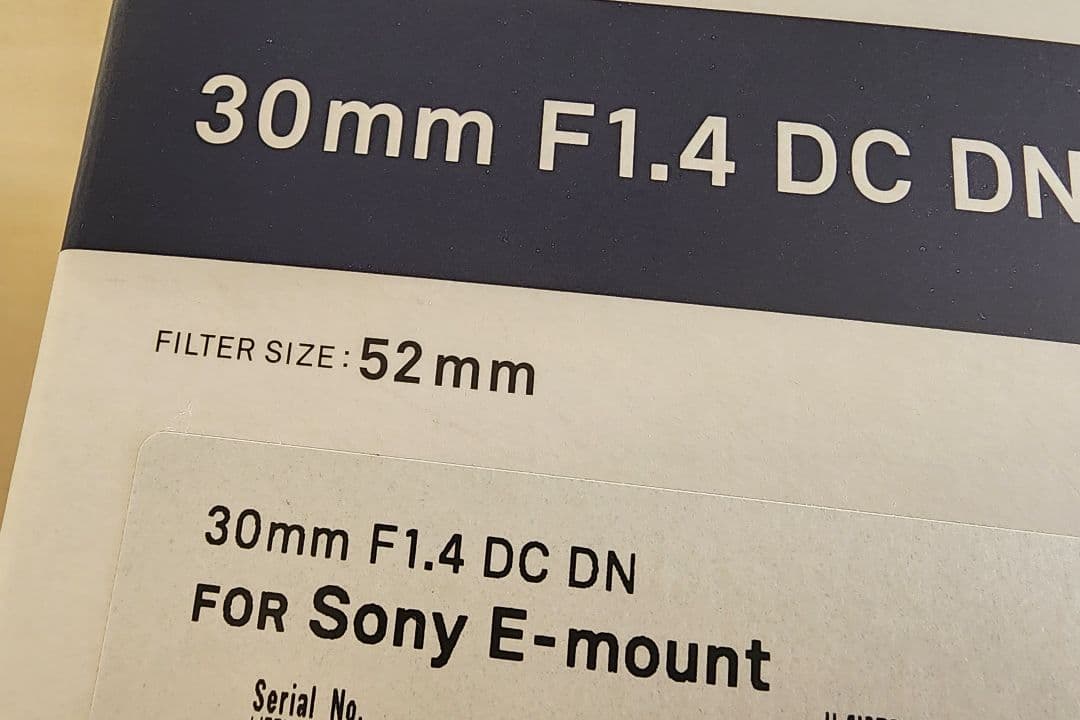 30mm F1.4 DC DN
FILTER SIZE: 52mm
30mm F1.4 DC DN
FOR Sony E-mount
Serial No.